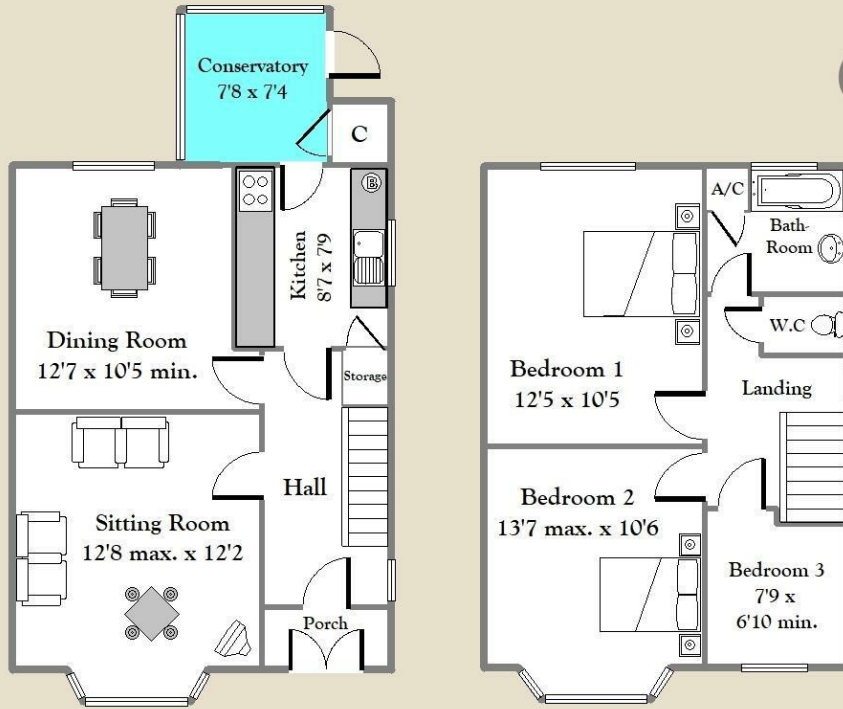 Conservatory
7'8 x 7'4
C
B
Kitchen
8'7 x 7'9
Dining Room
12'7 x 10'5 min.
Storage
Hall
Sitting Room
12'8 max. x 12'2
Porch
A/C
Bath-
Room
W.C
Bedroom 1
12'5 x 10'5
Landing
Bedroom 2
13'7 max. x 10'6
Bedroom 3
7'9 x
6'10 min.